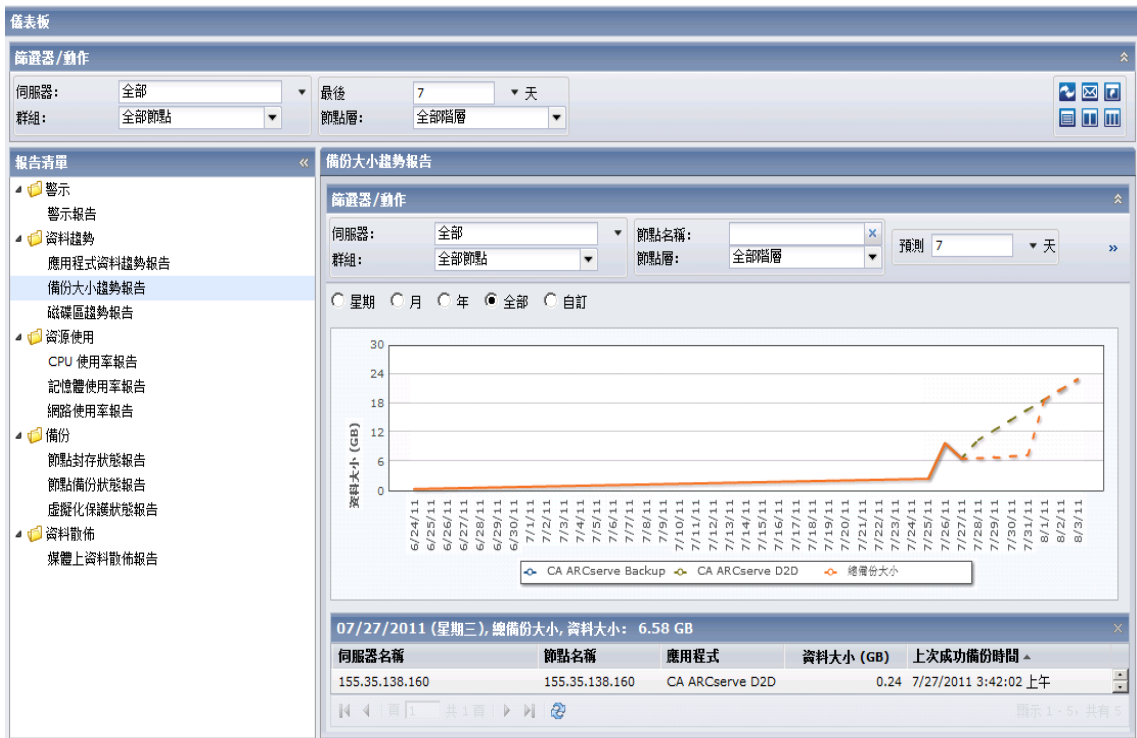 儀表板
篩選器/動作
伺服器: 全部 最後 7 天
群組: 全部節點 節點層: 全部階層
報告清單
警示
警示報告
資料趨勢
應用程式資料趨勢報告
備份大小趨勢報告
磁碟區趨勢報告
資源使用
CPU 使用率報告
記憶體使用率報告
網路使用率報告
備份
節點封存狀態報告
節點備份狀態報告
虛擬化保護狀態報告
資料散佈
媒體上資料散佈報告
備份大小趨勢報告
篩選器/動作
伺服器: 全部 節點名稱: 預測 7 天
群組: 全部節點 節點層: 全部階層
星期 月 年 全部 自訂
資料大小 (GB)
30
24
18
12
6
0
6/24/11 6/25/11 6/26/11 6/27/11 6/28/11 6/29/11 6/30/11 7/1/11 7/2/11 7/3/11 7/4/11 7/5/11 7/6/11 7/7/11 7/8/11 7/9/11 7/10/11 7/11/11 7/12/11 7/13/11 7/14/11 7/15/11 7/16/11 7/17/11 7/18/11 7/19/11 7/20/11 7/21/11 7/22/11 7/23/11 7/24/11 7/25/11 7/26/11 7/27/11 7/28/11 7/29/11 7/30/11 7/31/11 8/1/11 8/2/11 8/3/11
CA ARCserve Backup CA ARCserve D2D 總備份大小
07/27/2011 (星期三), 總備份大小, 資料大小: 6.58 GB
伺服器名稱 節點名稱 應用程式 資料大小 (GB) 上次成功備份時間
155.35.138.160 155.35.138.160 CA ARCserve D2D 0.24 7/27/2011 3:42:02 上午
頁 1 共 1 頁 顯示 1 - 5, 共有 5